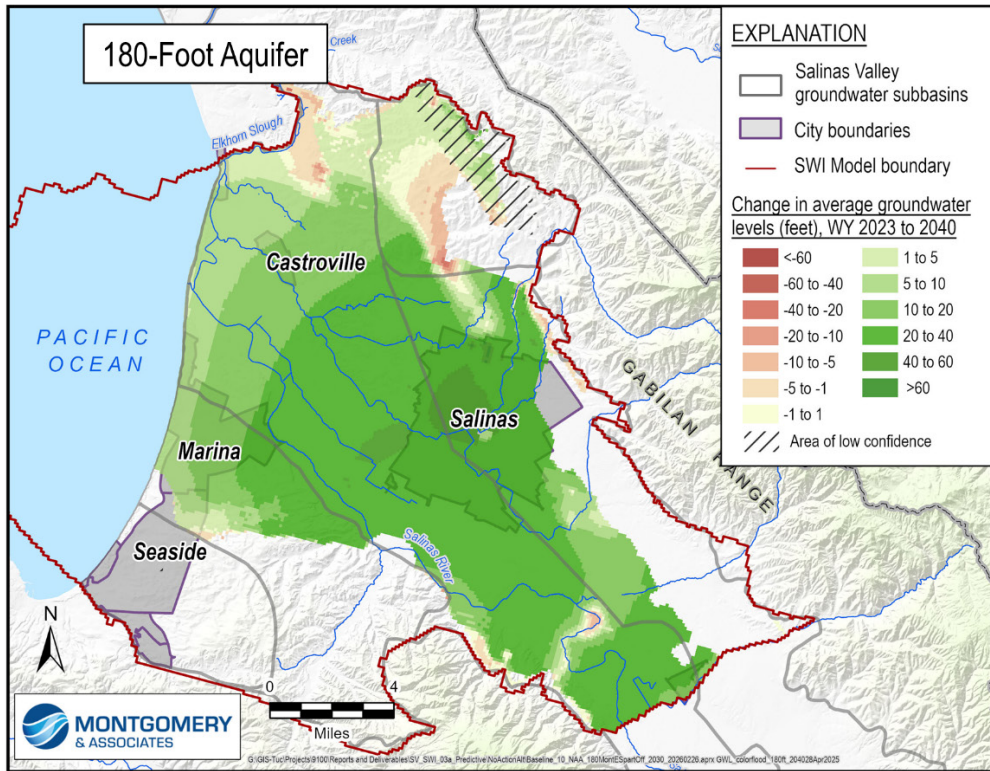 180-Foot Aquifer
Creek
Elkhorn Slough
Castroville
PACIFIC
OCEAN
Salinas
Marina
Seaside
Salinas River
GABILAN RANGE
N
0 4
Miles
MONTGOMERY
& ASSOCIATES
EXPLANATION
Salinas Valley
groundwater subbasins
City boundaries
SWI Model boundary
Change in average groundwater
levels (feet), WY 2023 to 2040
<-60
-60 to -40
-40 to -20
-20 to -10
-10 to -5
-5 to -1
-1 to 1
1 to 5
5 to 10
10 to 20
20 to 40
40 to 60
>60
Area of low confidence